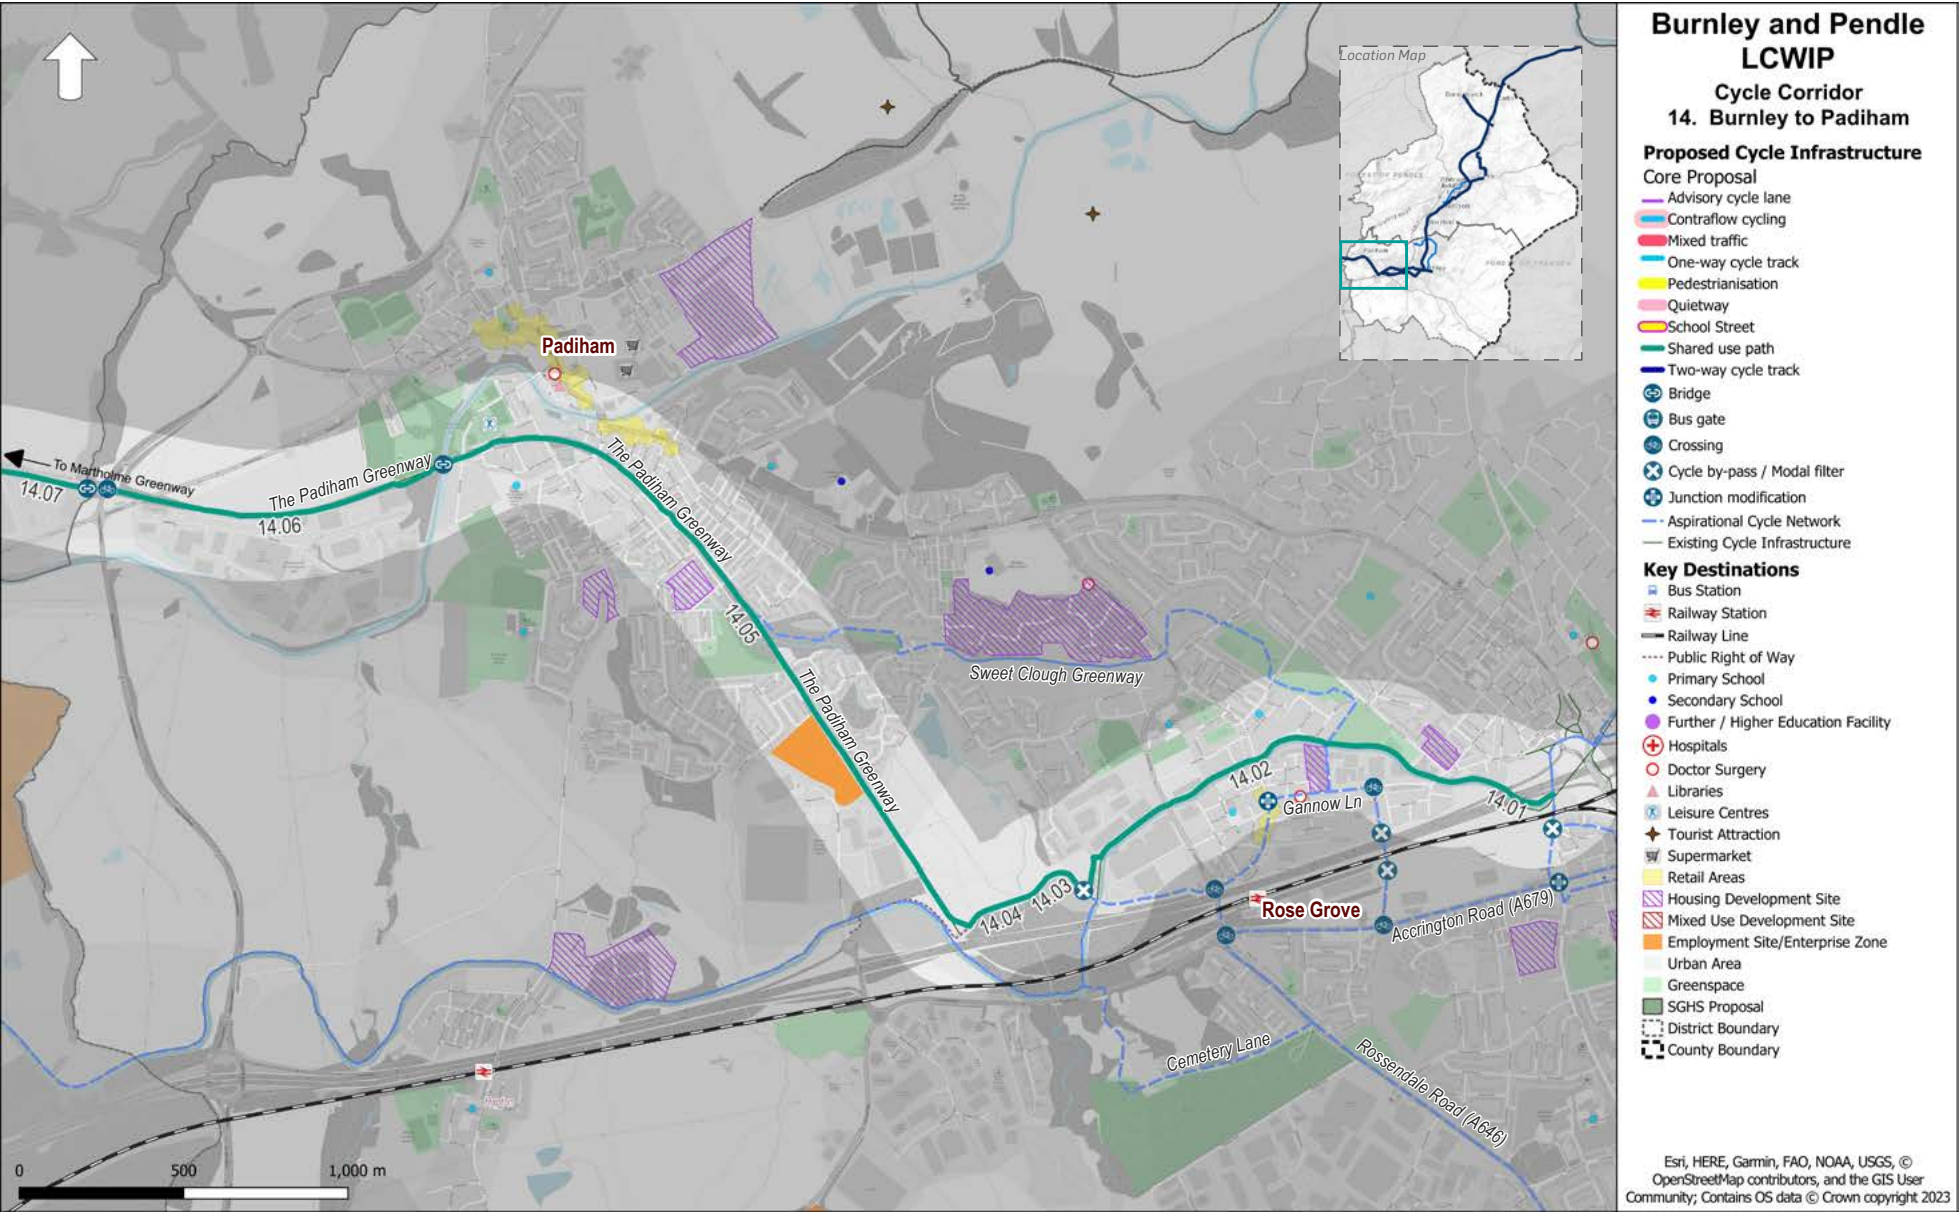 Burnley and Pendle
LCWIP
Cycle Corridor
14. Burnley to Padiham
Proposed Cycle Infrastructure
Core Proposal
Advisory cycle lane
Contraflow cycling
Mixed traffic
One-way cycle track
Pedestrianisation
Quietway
School Street
Shared use path
Two-way cycle track
Bridge
Bus gate
Crossing
Cycle by-pass / Modal filter
Junction modification
Aspirational Cycle Network
Existing Cycle Infrastructure
Key Destinations
Bus Station
Railway Station
Railway Line
Public Right of Way
Primary School
Secondary School
Further / Higher Education Facility
Hospitals
Doctor Surgery
Libraries
Leisure Centres
Tourist Attraction
Supermarket
Retail Areas
Housing Development Site
Mixed Use Development Site
Employment Site/Enterprise Zone
Urban Area
Greenspace
SGHS Proposal
District Boundary
County Boundary
Esri, HERE, Garmin, FAO, NOAA, USGS, ©
OpenStreetMap contributors, and the GIS User
Community; Contains OS data © Crown copyright 2023
Location Map
Padiham
To Martholme Greenway
14.07
The Padiham Greenway
14.06
The Padiham Greenway
14.05
Sweet Clough Greenway
The Padiham Greenway
14.02
Gannow Ln
14.01
14.04
14.03
Rose Grove
Accrington Road (A679)
Cemetery Lane
Rossendale Road (A646)
Hapton
0 500 1,000 m